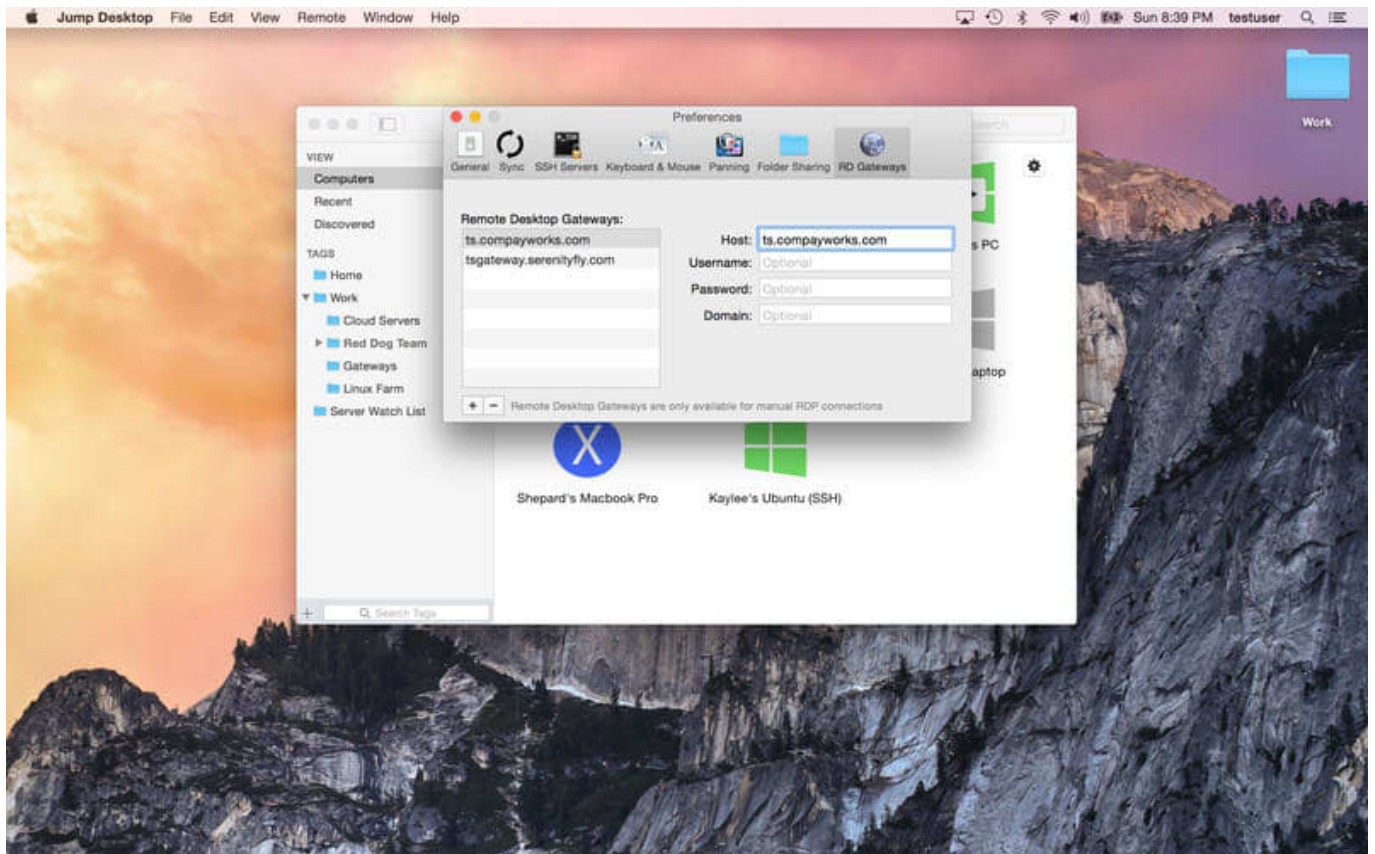 Jump Desktop File Edit View Remote Window Help Sun 8:39 PM testuser
Work
Preferences
General Sync SSH Servers Keyboard & Mouse Panning Folder Sharing RD Gateways
VIEW
Computers
Recent
Discovered
TAGS
Home
Work
Cloud Servers
Red Dog Team
Gateways
Linux Farm
Server Watch List
Search Tags
Remote Desktop Gateways:
ts.compayworks.com
tsgateway.serenityfly.com
Host: ts.compayworks.com
Username: Optional
Password: Optional
Domain: Optional
Remote Desktop Gateways are only available for manual RDP connections
s PC
aptop
Shepard's Macbook Pro
Kaylee's Ubuntu (SSH)